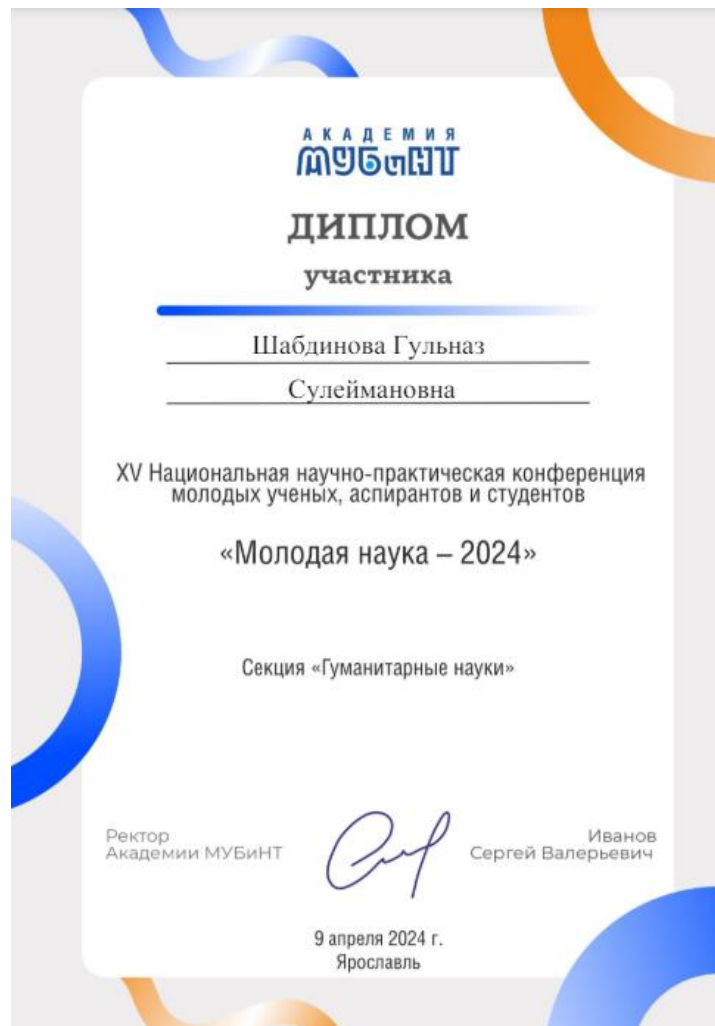 АКАДЕМИЯ
МУБиНТ
ДИПЛОМ
участника
Шабдинова Гульназ
Сулеймановна
XV Национальная научно-практическая конференция
молодых ученых, аспирантов и студентов
«Молодая наука – 2024»
Секция «Гуманитарные науки»
Ректор
Академии МУБиНТ
Иванов
Сергей Валерьевич
9 апреля 2024 г.
Ярославль